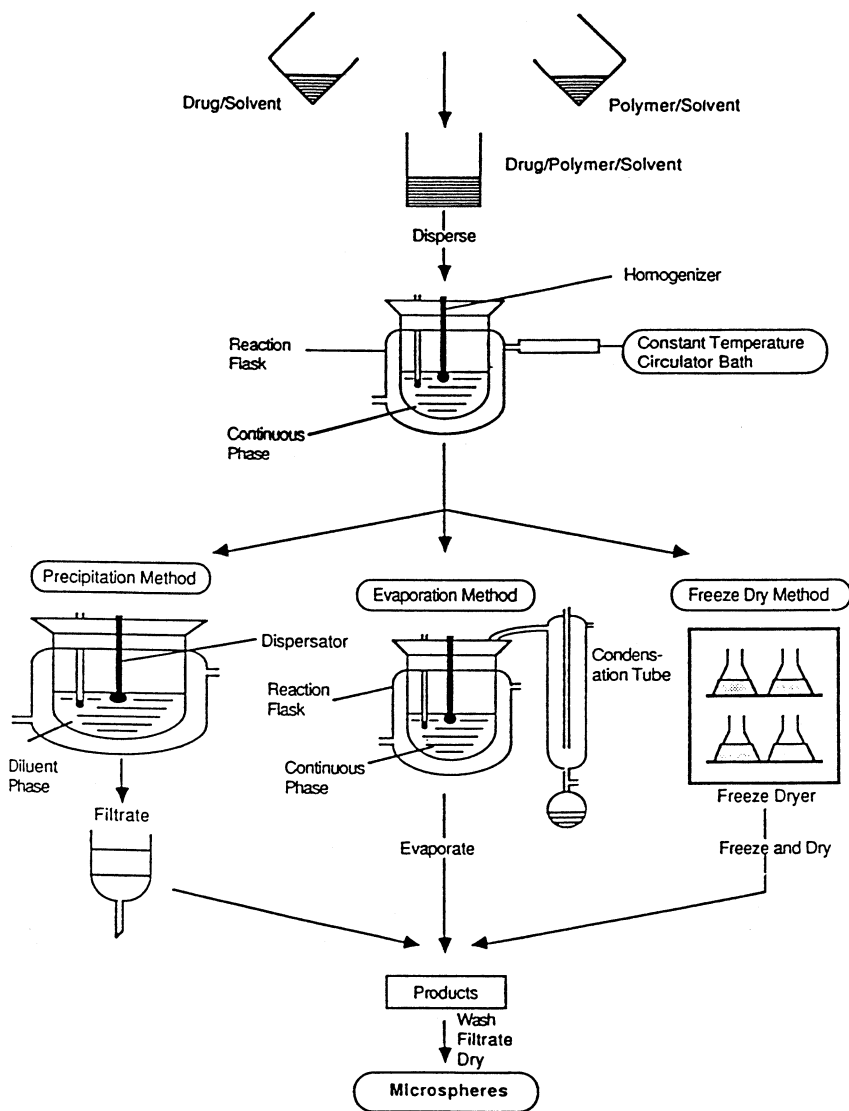 Drug/Solvent
Polymer/Solvent
Drug/Polymer/Solvent
Disperse
Homogenizer
Reaction
Flask
Constant Temperature
Circulator Bath
Continuous
Phase
Precipitation Method
Evaporation Method
Freeze Dry Method
Dispersator
Condens-
ation Tube
Reaction
Flask
Diluent
Phase
Continuous
Phase
Freeze Dryer
Filtrate
Evaporate
Freeze and Dry
Products
Wash
Filtrate
Dry
Microspheres